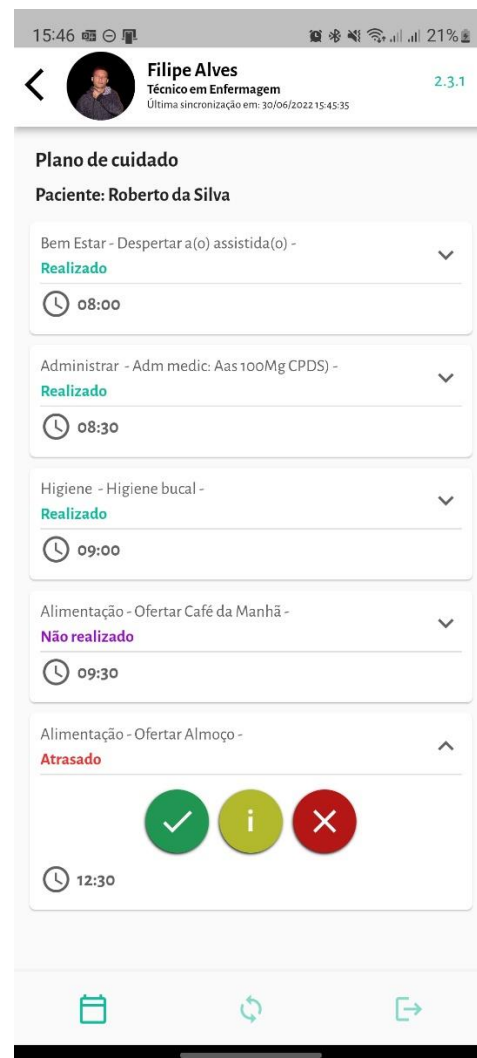 15:46 21%
Filipe Alves
2.3.1
Técnico em Enfermagem
Última sincronização em: 30/06/2022 15:45:35
Plano de cuidado
Paciente: Roberto da Silva
Bem Estar - Despertar a(o) assistida(o) -
Realizado
08:00
Administrar - Adm medic: Aas 100Mg CPDS) -
Realizado
08:30
Higiene - Higiene bucal -
Realizado
09:00
Alimentação - Ofertar Café da Manhã -
Não realizado
09:30
Alimentação - Ofertar Almoço -
Atrasado
i
12:30